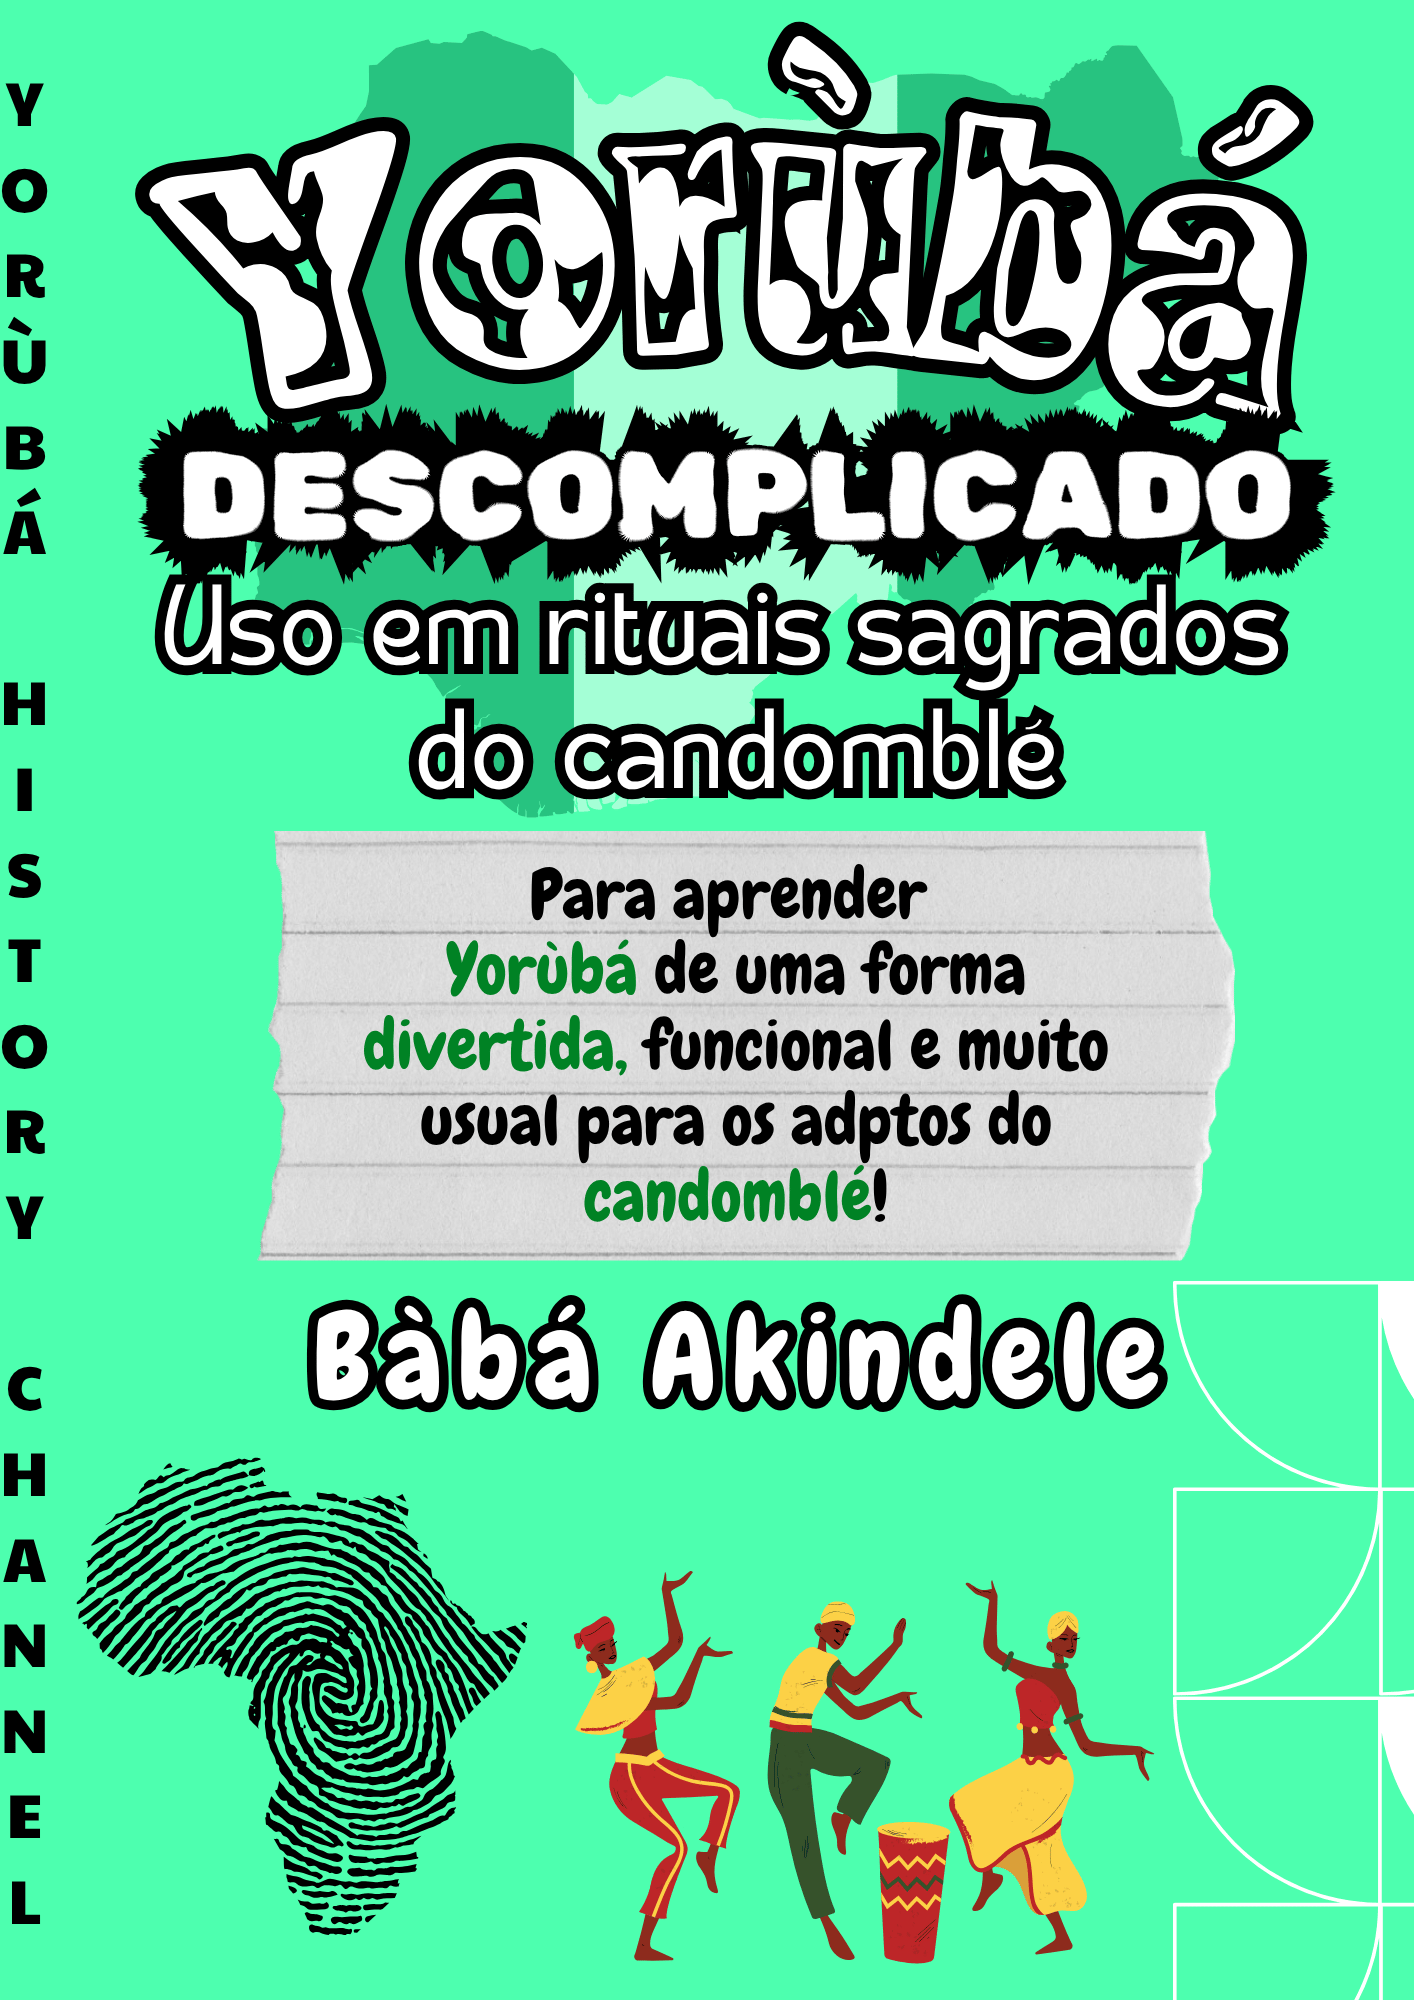 YORÙBÁ HISTORY CHANNEL
Yorùbá
DESCOMPLICADO
Uso em rituais sagrados
do candomblé
Para aprender
Yorùbá de uma forma
divertida, funcional e muito
usual para os adptos do
candomblé!
Bàbá Akindele